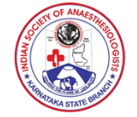 INDIAN SOCIETY OF ANAESTHESIOLOGISTS
KARNATAKA STATE BRANCH